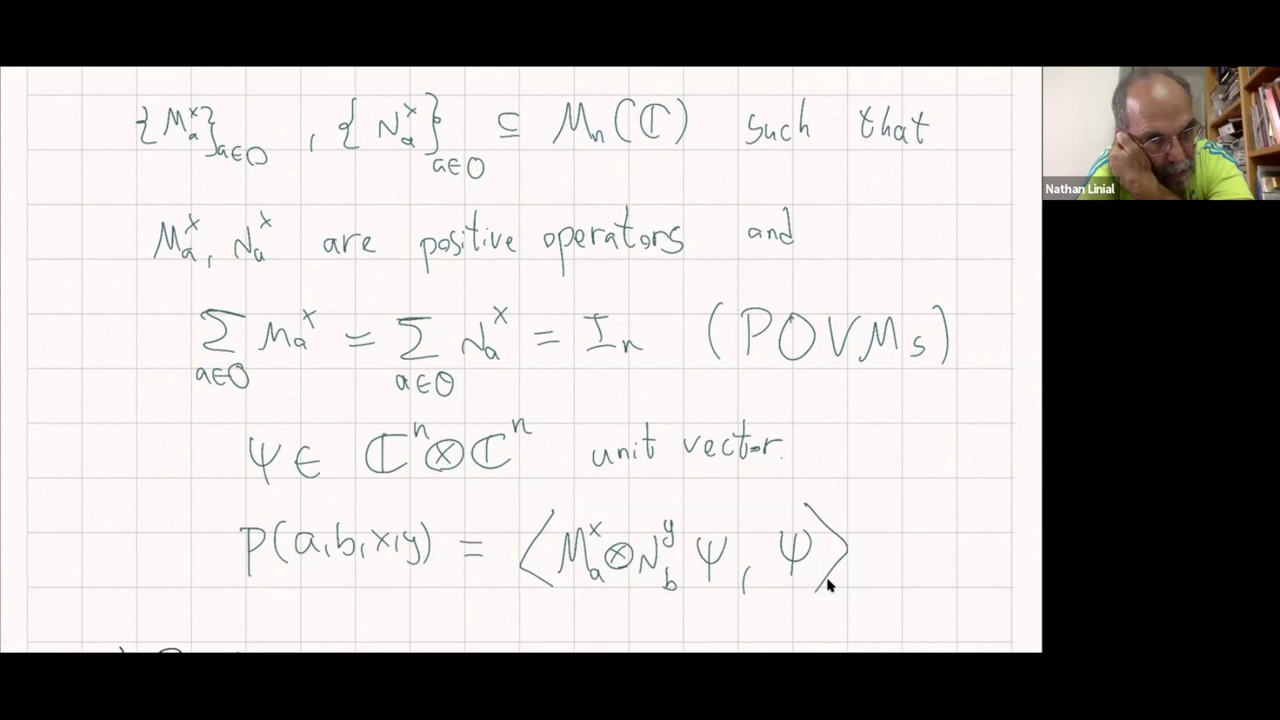 {M_a^x}_{a∈O} , {N_a^x}_{a∈O} ⊆ M_n(ℂ) such that
M_a^x, N_a^x are positive operators and
∑_{a∈O} M_a^x = ∑_{a∈O} N_a^x = I_n (POVMs)
ψ ∈ ℂ^n ⊗ ℂ^n unit vector.
P(a,b,x,y) = ⟨M_a^x ⊗ N_b^y ψ, ψ⟩
Nathan Linial